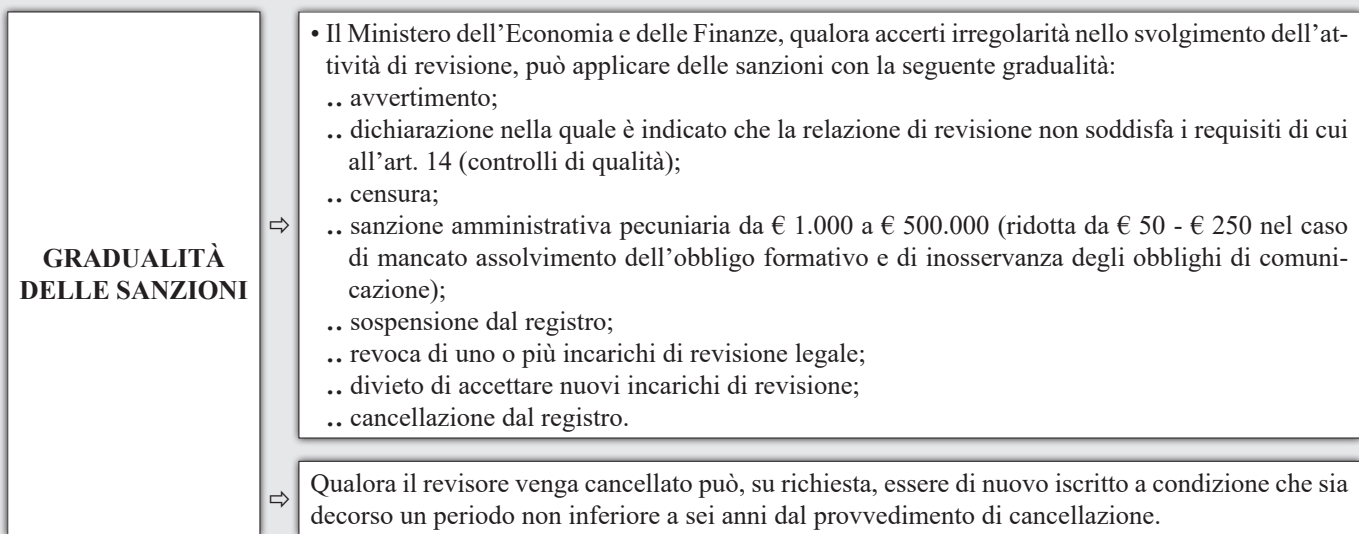 • Il Ministero dell’Economia e delle Finanze, qualora accerti irregolarità nello svolgimento dell’at-
tività di revisione, può applicare delle sanzioni con la seguente gradualità:
.. avvertimento;
.. dichiarazione nella quale è indicato che la relazione di revisione non soddisfa i requisiti di cui
all’art. 14 (controlli di qualità);
.. censura;
.. sanzione amministrativa pecuniaria da € 1.000 a € 500.000 (ridotta da € 50 - € 250 nel caso
di mancato assolvimento dell’obbligo formativo e di inosservanza degli obblighi di comuni-
cazione);
.. sospensione dal registro;
.. revoca di uno o più incarichi di revisione legale;
.. divieto di accettare nuovi incarichi di revisione;
.. cancellazione dal registro.
GRADUALITÀ
DELLE SANZIONI
⇨
⇨
Qualora il revisore venga cancellato può, su richiesta, essere di nuovo iscritto a condizione che sia
decorso un periodo non inferiore a sei anni dal provvedimento di cancellazione.